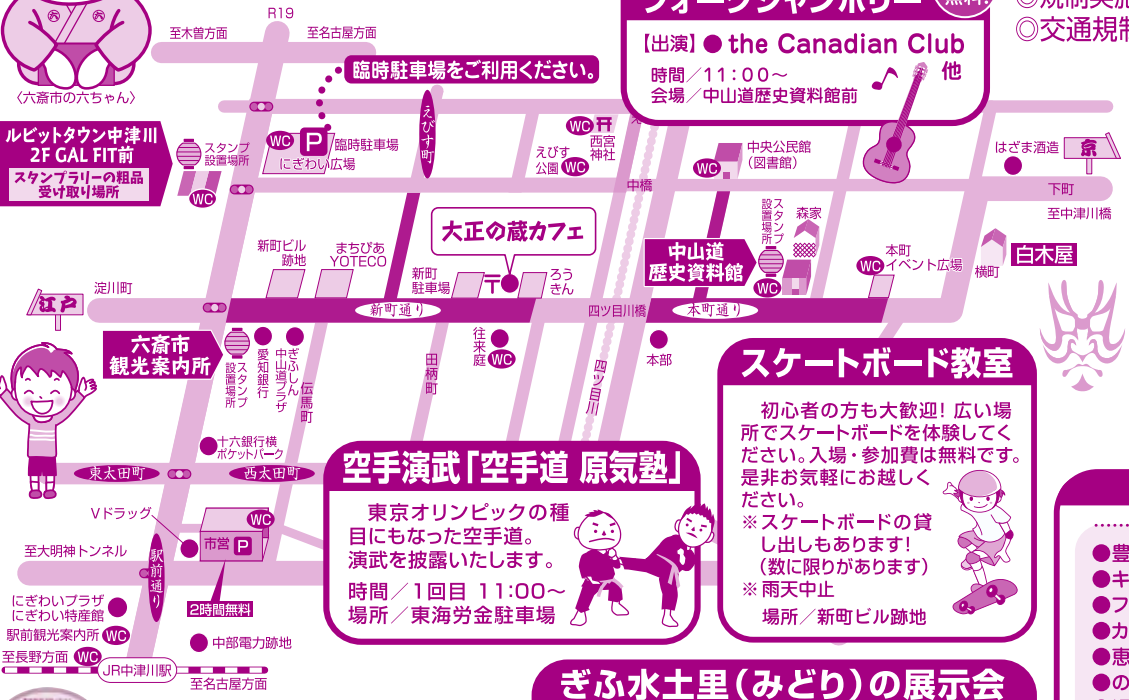 R19
至木曽方面
至名古屋方面
〈六斎市の六ちゃん〉
臨時駐車場をご利用ください。
フォークジャンボリー
無料!
【出演】●the Canadian Club
他
時間／11：00〜
会場／中山道歴史資料館前
◎規制実施
◎交通規制
ルビットタウン中津川
2F GAL FIT前
スタンプラリーの粗品
受け取り場所
スタンプ
設置場所
WC
WC
P
臨時駐車場
にぎわい広場
えびす町
WC
西宮
神社
えびす
公園
WC
中橋
中央公民館
（図書館）
WC
はざま酒造
京
下町
至中津川橋
新町ビル
跡地
まちぴあ
YOTECO
大正の蔵カフェ
新町
駐車場
〒
ろう
きん
中山道
歴史資料館
スタンプ
設置場所
森家
WC
本町
イベント広場
WC
横町
白木屋
淀川町
江戸
新町通り
四ツ目川橋
本町通り
六斎市
観光案内所
スタンプ
設置場所
愛知銀行
ぎふしん
中山道プラザ
伝馬町
田柄町
往来庭
WC
四ツ目川
本部
十六銀行横
ポケットパーク
東太田町
西太田町
Vドラッグ
市営P
WC
至大明神トンネル
駅前通り
2時間無料
にぎわいプラザ
にぎわい特産館
駅前観光案内所
WC
至長野方面
WC
JR中津川駅
中部電力跡地
至名古屋方面
空手演武「空手道 原気塾」
東京オリンピックの種
目にもなった空手道。
演武を披露いたします。
時間／1回目 11:00〜
場所／東海労金駐車場
スケートボード教室
初心者の方も大歓迎! 広い場
所でスケートボードを体験してく
ださい。入場・参加費は無料です。
是非お気軽にお越しく
ださい。
※スケートボードの貸
し出しもあります!
（数に限りがあります）
※雨天中止
場所／新町ビル跡地
ぎふ水土里（みどり）の展示会
●豊
●キ
●フ
●カ
●恵
●の